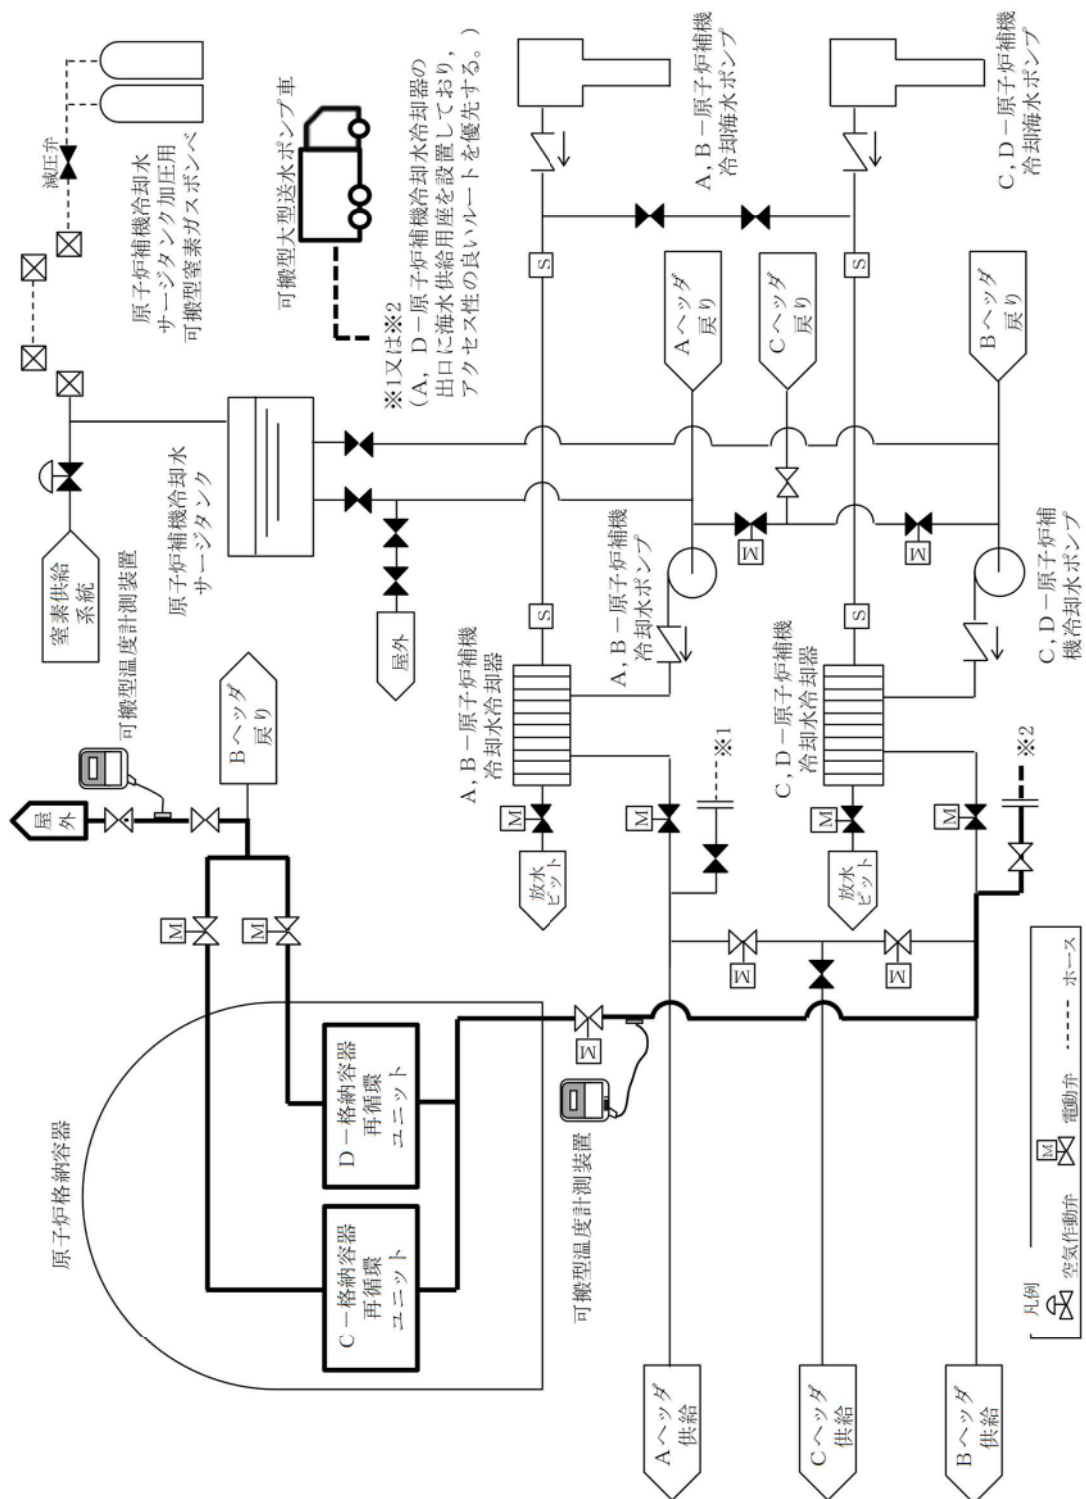 原子炉格納容器
C－格納容器
再循環
ユニット
D－格納容器
再循環
ユニット
M
M
屋外
可搬型温度計測装置
Bヘッダ
戻り
窒素供給
系統
原子炉補機冷却水
サージタンク
原子炉補機冷却水
サージタンク加圧用
可搬型窒素ガスボンベ
減圧弁
可搬型大型送水ポンプ車
※1又は※2
(A，D－原子炉補機冷却水冷却器の
出口に海水供給用座を設置しており，
アクセス性の良いルートを優先する。)
屋外
可搬型温度計測装置
M
放水
ピット
M
A，B－原子炉補機
冷却水冷却器
S
S
A，B－原子炉補機
冷却海水ポンプ
M
※1
A，B－原子炉補機
冷却水ポンプ
Aヘッダ
戻り
M
M
Cヘッダ
戻り
M
M
放水
ピット
M
C，D－原子炉補機
冷却水冷却器
S
S
C，D－原子炉補機
冷却海水ポンプ
M
※2
C，D－原子炉補
機冷却水ポンプ
Bヘッダ
戻り
Aヘッダ
供給
Cヘッダ
供給
Bヘッダ
供給
凡例
空気作動弁
M
電動弁
ホース